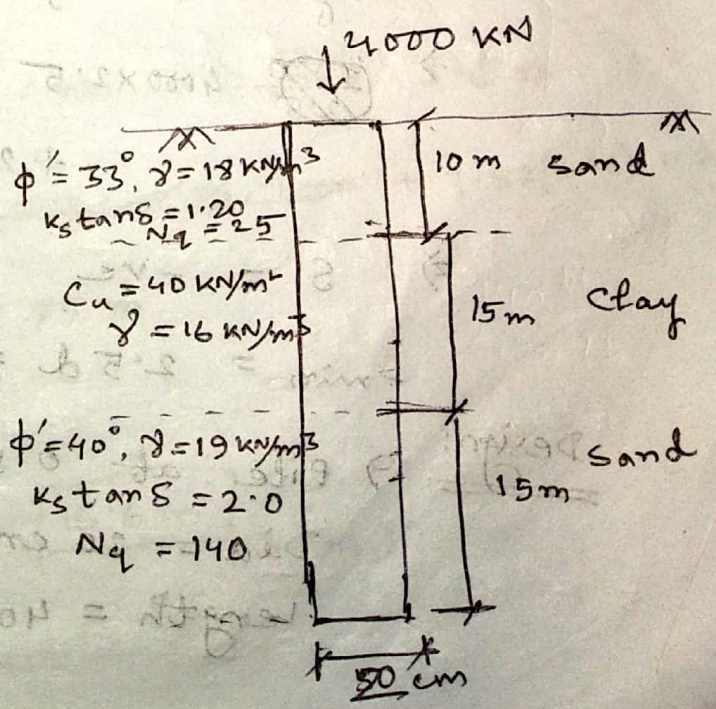 4000 KN
ϕ' = 33°, γ = 18 KN/m³
Ks tanδ = 1.20
Nq = 25
10 m sand
Cu = 40 KN/m²
γ = 16 KN/m³
15m Clay
ϕ' = 40°, γ = 19 KN/m³
Ks tanδ = 2.0
Nq = 140
15m sand
50 cm